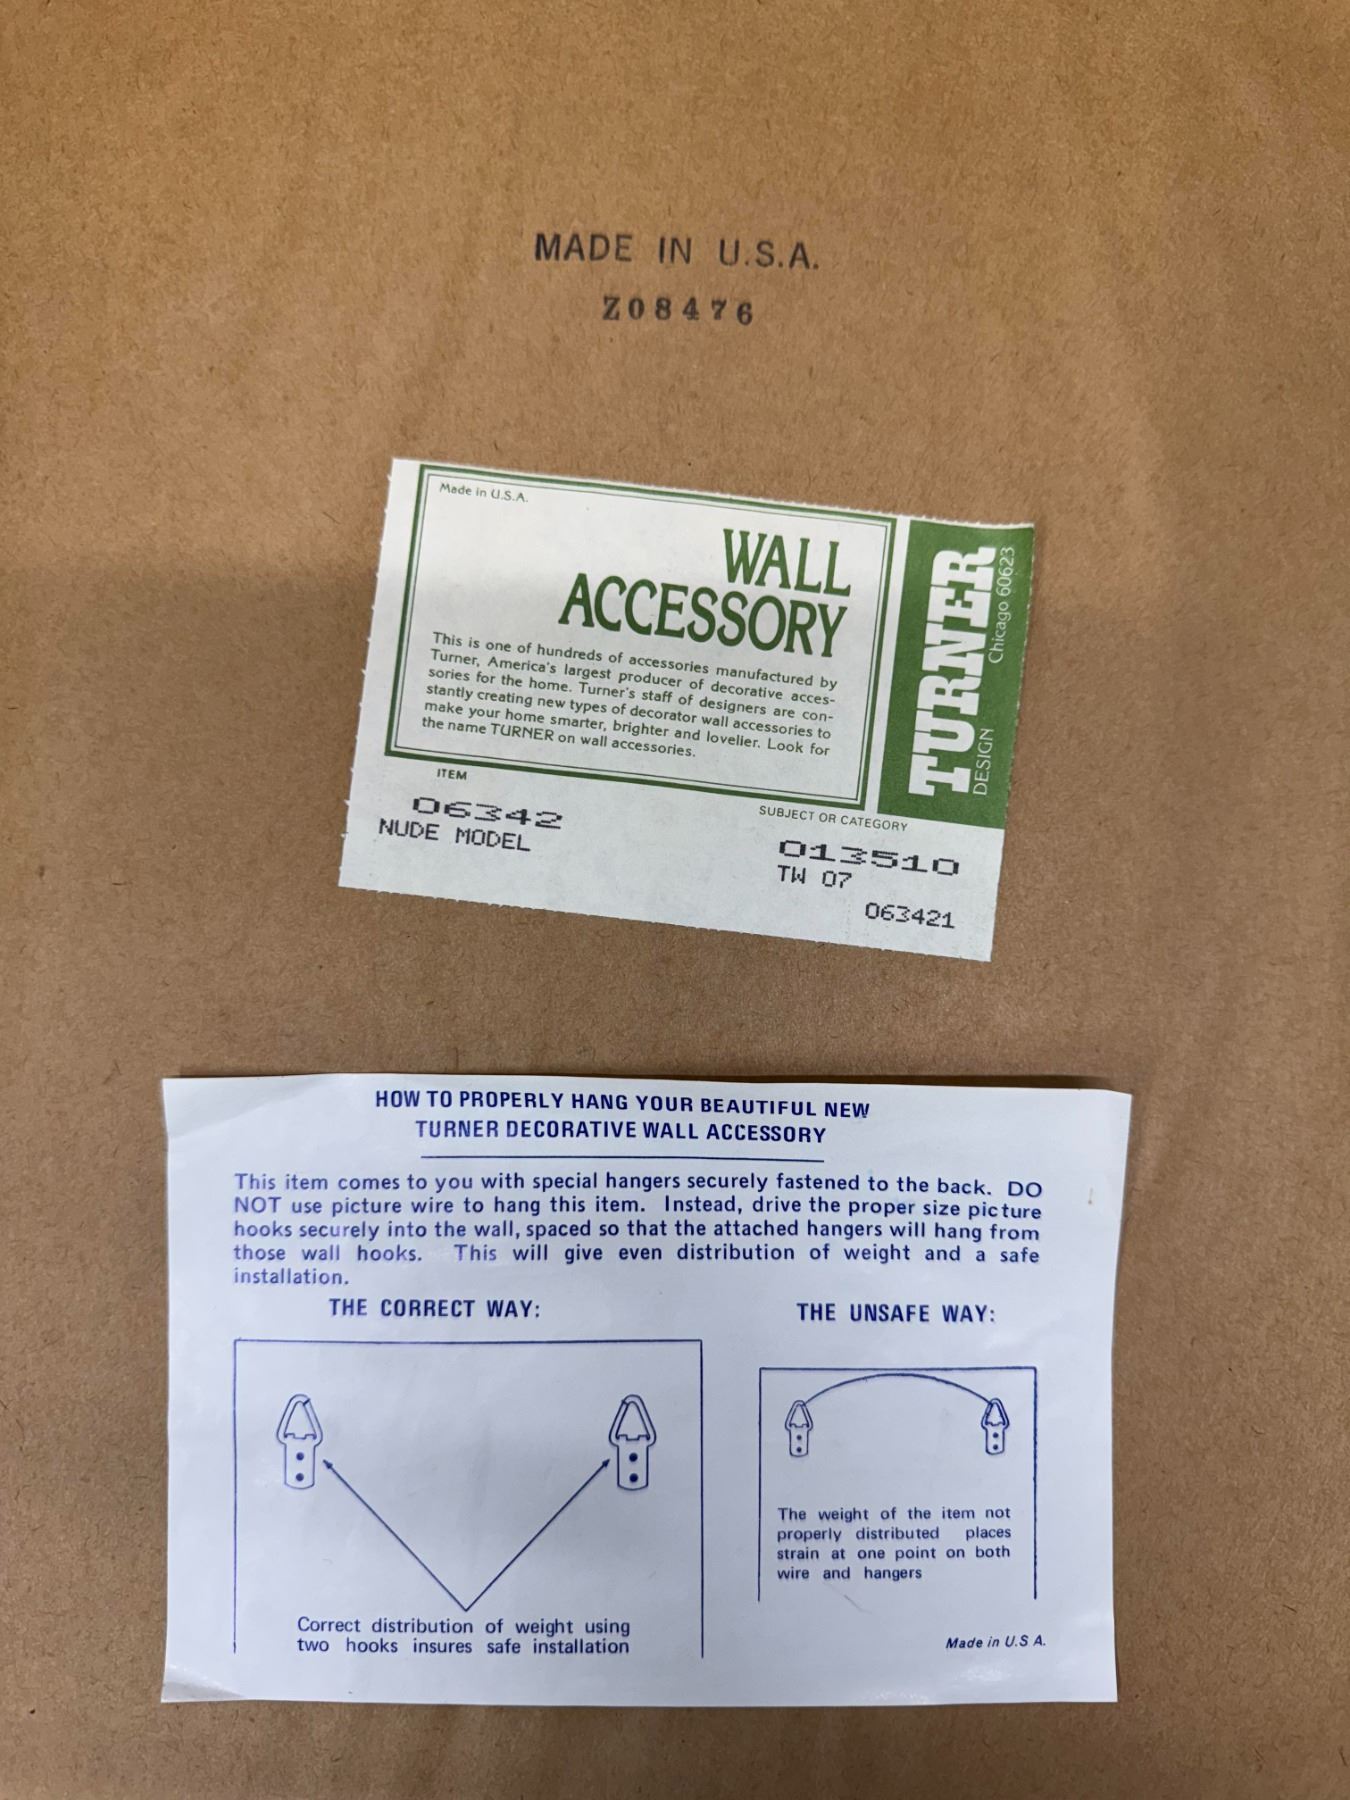 MADE IN U.S.A.
Z08476
Made in U.S.A.
WALL
ACCESSORY
This is one of hundreds of accessories manufactured by
Turner, America's largest producer of decorative acces-
sories for the home. Turner's staff of designers are con-
stantly creating new types of decorator wall accessories to
make your home smarter, brighter and lovelier. Look for
the name TURNER on wall accessories.
TURNER
DESIGN Chicago 60623
ITEM
06342
NUDE MODEL
SUBJECT OR CATEGORY
013510
TW 07
063421
HOW TO PROPERLY HANG YOUR BEAUTIFUL NEW
TURNER DECORATIVE WALL ACCESSORY
This item comes to you with special hangers securely fastened to the back. DO
NOT use picture wire to hang this item. Instead, drive the proper size picture
hooks securely into the wall, spaced so that the attached hangers will hang from
those wall hooks. This will give even distribution of weight and a safe
installation.
THE CORRECT WAY:
Correct distribution of weight using
two hooks insures safe installation
THE UNSAFE WAY:
The weight of the item not
properly distributed places
strain at one point on both
wire and hangers
Made in U.S A.